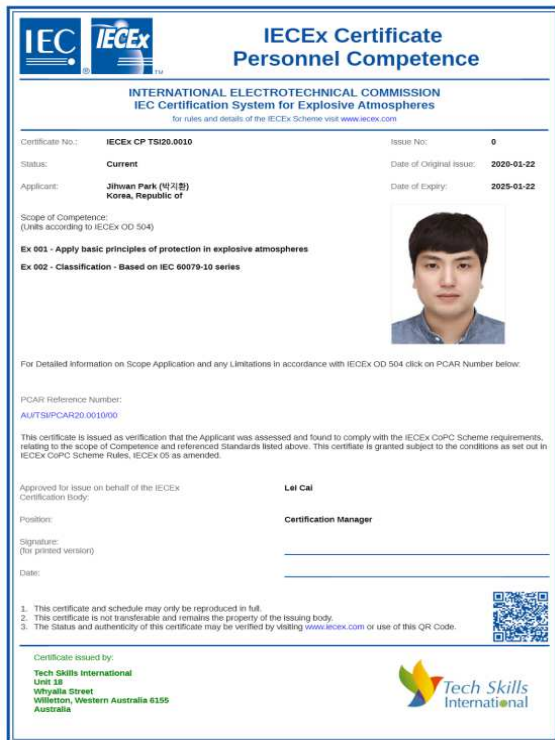 IEC
IECEx
®
TM
IECEx Certificate
Personnel Competence
INTERNATIONAL ELECTROTECHNICAL COMMISSION
IEC Certification System for Explosive Atmospheres
for rules and details of the IECEx Scheme visit www.iecex.com
Certificate No.: IECEx CP TSI20.0010 Issue No: 0
Status: Current Date of Original Issue: 2020-01-22
Applicant: Jihwan Park (박지환) Date of Expiry: 2025-01-22
Korea, Republic of
Scope of Competence:
(Units according to IECEx OD 504)
Ex 001 - Apply basic principles of protection in explosive atmospheres
Ex 002 - Classification - Based on IEC 60079-10 series
For Detailed information on Scope Application and any Limitations in accordance with IECEx OD 504 click on PCAR Number below:
PCAR Reference Number:
AU/TSI/PCAR20.0010/00
This certificate is issued as verification that the Applicant was assessed and found to comply with the IECEx CoPC Scheme requirements,
relating to the scope of Competence and referenced Standards listed above. This certifiate is granted subject to the conditions as set out in
IECEx CoPC Scheme Rules, IECEx 05 as amended.
Approved for issue on behalf of the IECEx Lei Cai
Certification Body:
Position: Certification Manager
Signature:
(for printed version)
Date:
1. This certificate and schedule may only be reproduced in full.
2. This certificate is not transferable and remains the property of the issuing body.
3. The Status and authenticity of this certificate may be verified by visiting www.iecex.com or use of this QR Code.
Certificate issued by:
Tech Skills International
Unit 18
Whyalla Street
Willetton, Western Australia 6155
Australia
Tech Skills
International